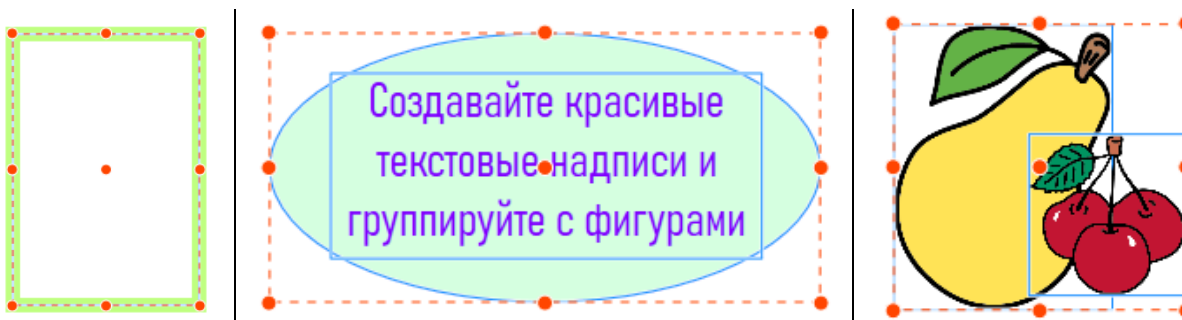 Создавайте красивые
текстовые надписи и
группируйте с фигурами